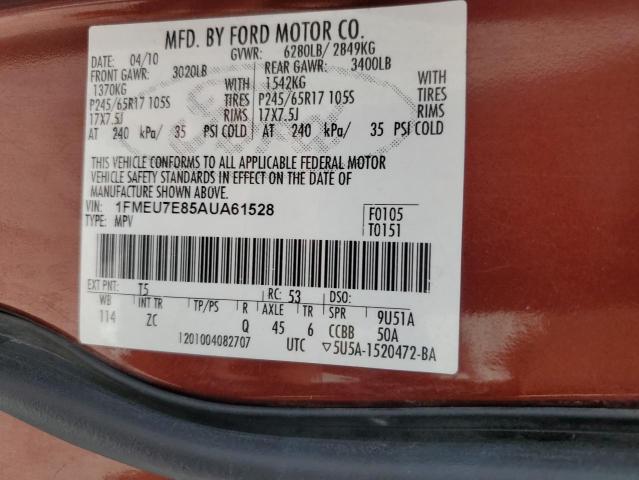 MFD. BY FORD MOTOR CO.
DATE: 04/10 GVWR: 6280LB/ 2849KG
FRONT GAWR: 3020LB REAR GAWR: 3400LB
1370KG WITH 1542KG WITH
P245/65R17 105S TIRES P245/65R17 105S TIRES
17X7.5J RIMS 17X7.5J RIMS
AT 240 kPa/ 35 PSI COLD AT 240 kPa/ 35 PSI COLD
THIS VEHICLE CONFORMS TO ALL APPLICABLE FEDERAL MOTOR
VEHICLE SAFETY STANDARDS IN EFFECT ON THE DATE OF
MANUFACTURE SHOWN ABOVE.
VIN: 1FMEU7E85AUA61528 F0105
TYPE: MPV T0151
EXT PNT: T5 RC: 53 DSO:
WB INT TR TP/PS R AXLE TR SPR 9U51A
114 ZC Q 45 6 CCBB 50A
1201004082707 UTC ▽5U5A-1520472-BA